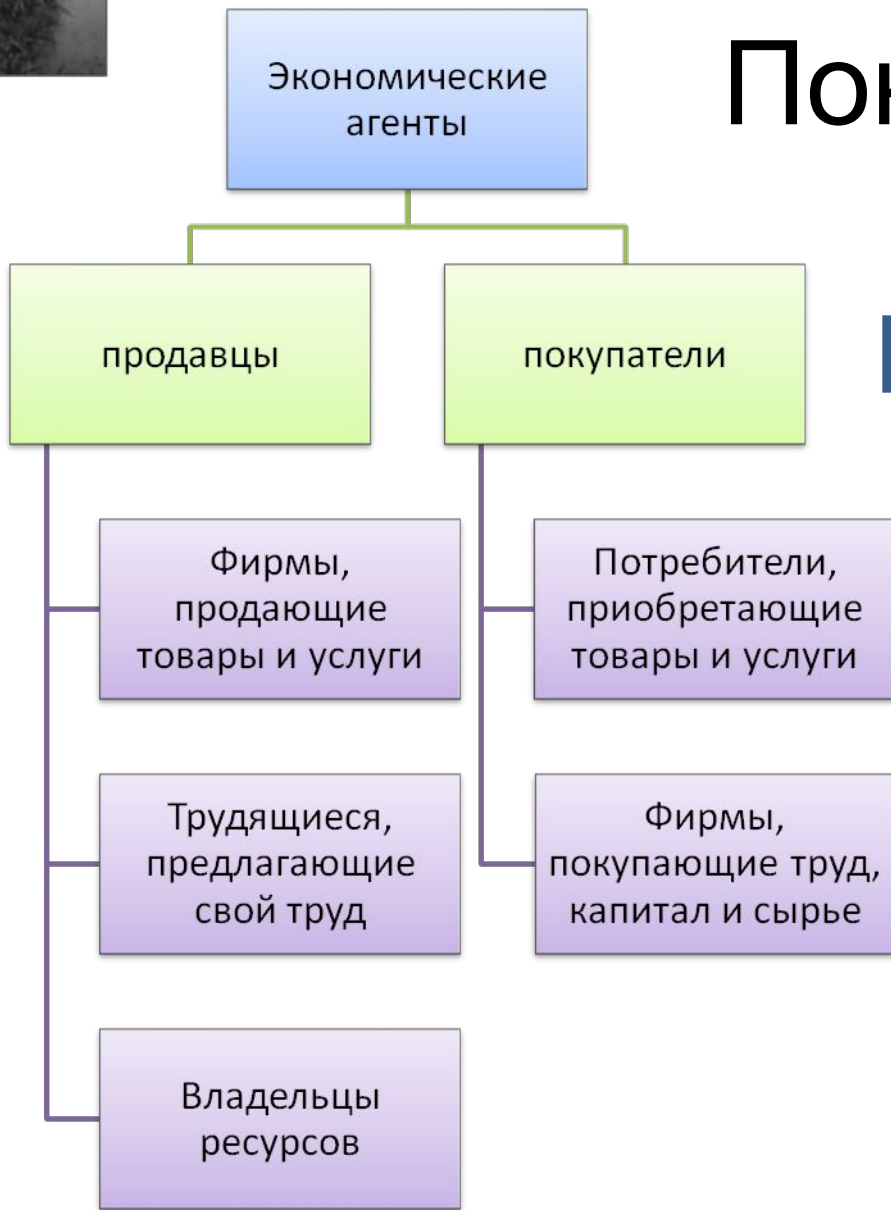 Экономические
агенты
продавцы
покупатели
Фирмы,
продающие
товары и услуги
Потребители,
приобретающие
товары и услуги
Трудящиеся,
предлагающие
свой труд
Фирмы,
покупающие труд,
капитал и сырье
Владельцы
ресурсов